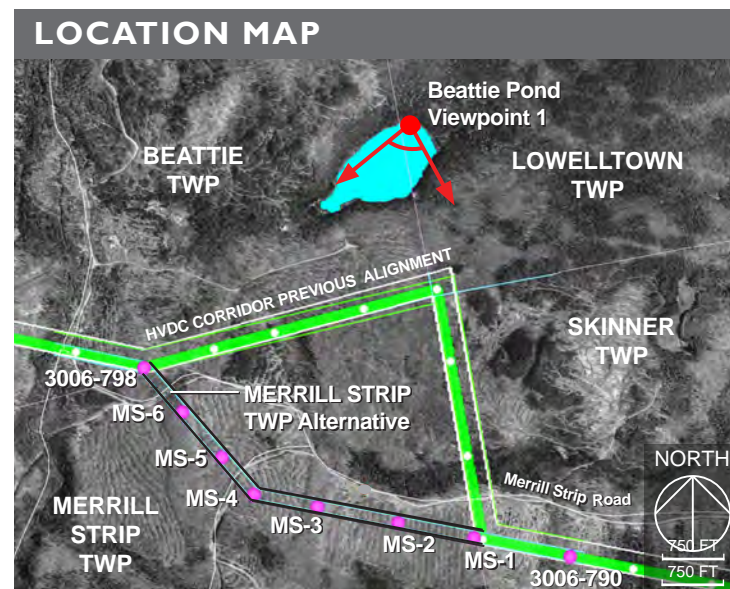 LOCATION MAP
Beattie Pond
Viewpoint 1
BEATTIE
TWP
LOWELLTOWN
TWP
HVDC CORRIDOR PREVIOUS ALIGNMENT
SKINNER
TWP
3006-798
MERRILL STRIP
TWP Alternative
MS-6
MS-5
MS-4
MS-3
MS-2
MS-1
Merrill Strip Road
MERRILL
STRIP
TWP
3006-790
NORTH
750 FT
750 FT